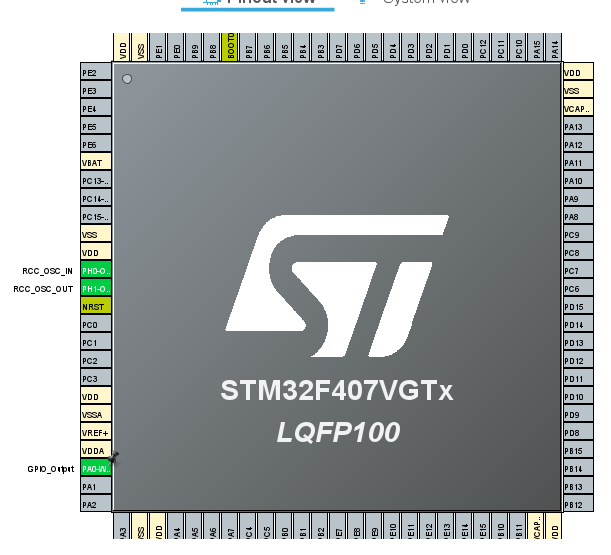 Pinout view System view
VDD VSS PE1 PE0 PB9 PB8 BOOT0 PB7 PB6 PB5 PB4 PB3 PD7 PD6 PD5 PD4 PD3 PD2 PD1 PD0 PC12 PC11 PC10 PA15 PA14
PE2
PE3
PE4
PE5
PE6
VBAT
PC13-..
PC14-..
PC15-..
VSS
VDD
RCC_OSC_IN PH0-O..
RCC_OSC_OUT PH1-O..
NRST
PC0
PC1
PC2
PC3
VDD
VSSA
VREF+
VDDA
GPIO_Output PA0-W..
PA1
PA2
STM32F407VGTx
LQFP100
VDD
VSS
VCAP..
PA13
PA12
PA11
PA10
PA9
PA8
PC9
PC8
PC7
PC6
PD15
PD14
PD13
PD12
PD11
PD10
PD9
PD8
PB15
PB14
PB13
PB12
PA3 VSS VDD PA4 PA5 PA6 PA7 PC4 PC5 PB0 PB1 PB2 PE7 PE8 PE9 PE10 PE11 PE12 PE13 PE14 PE15 PB10 PB11 VCAP.. VDD